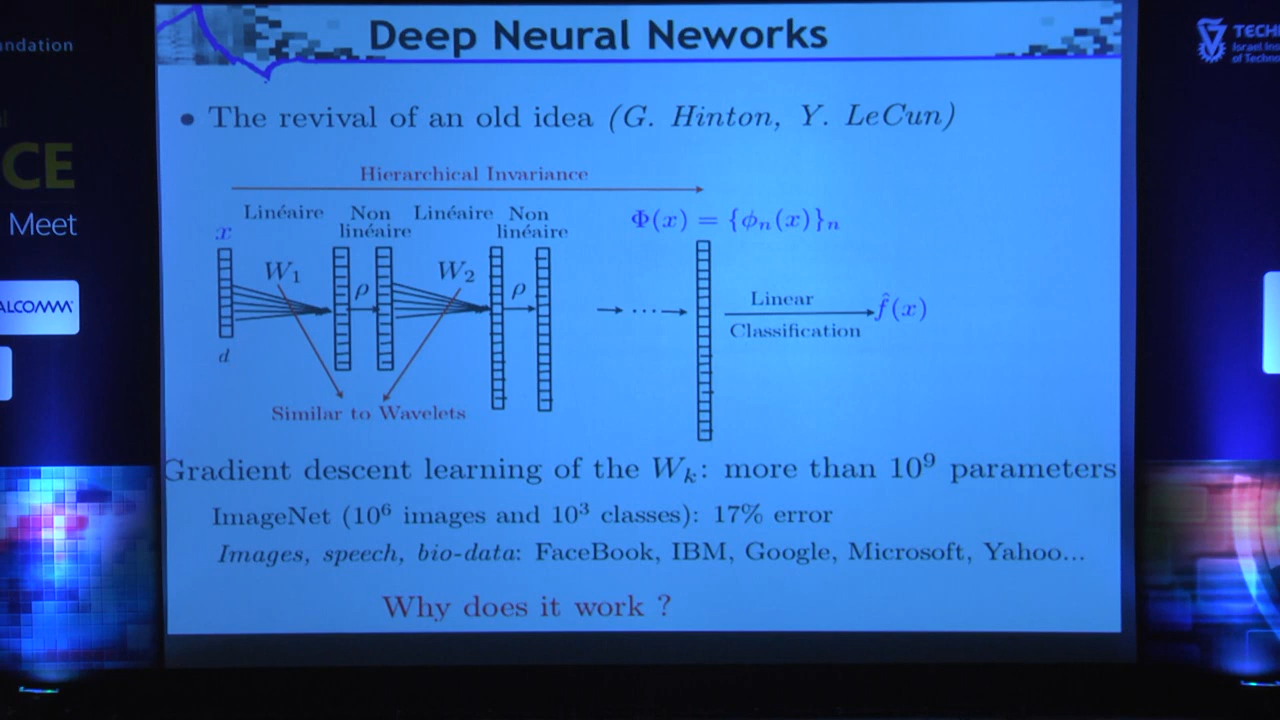 Deep Neural Neworks
• The revival of an old idea (G. Hinton, Y. LeCun)
Hierarchical Invariance
Linéaire Non linéaire Linéaire Non linéaire
Φ(x) = {ϕn(x)}n
x
W1 ρ W2 ρ
d
Linear
Classification
f̂(x)
Similar to Wavelets
Gradient descent learning of the Wk: more than 10⁹ parameters
ImageNet (10⁶ images and 10³ classes): 17% error
Images, speech, bio-data: FaceBook, IBM, Google, Microsoft, Yahoo...
Why does it work ?
CE
Meet